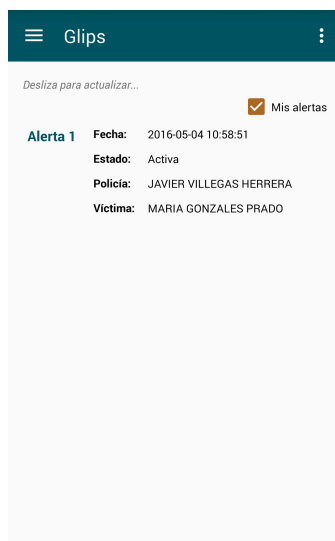 Glips
Desliza para actualizar...
Mis alertas
Alerta 1 Fecha: 2016-05-04 10:58:51
Estado: Activa
Policía: JAVIER VILLEGAS HERRERA
Víctima: MARIA GONZALES PRADO